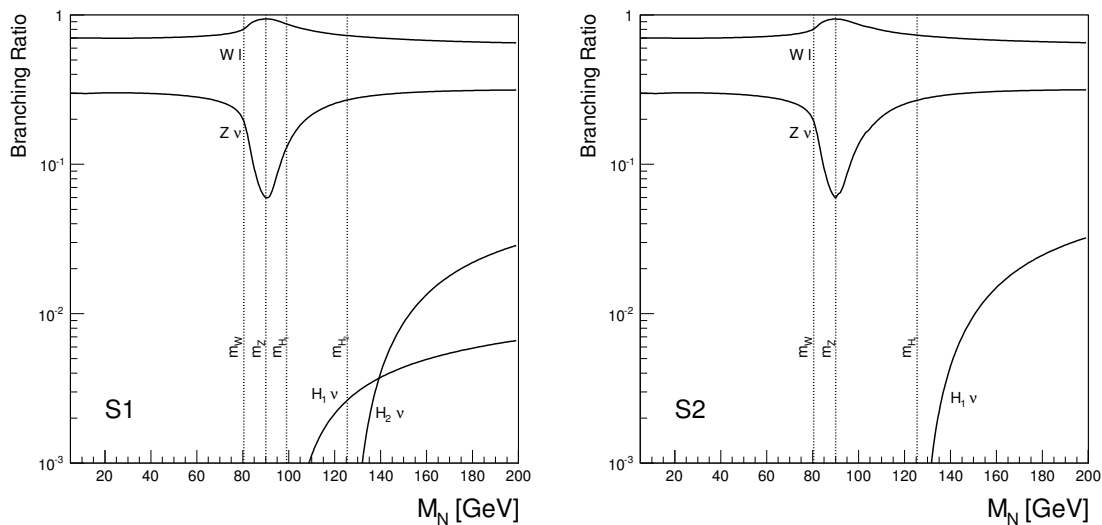 Branching Ratio
1
10⁻¹
10⁻²
10⁻³
W l
Z ν
m_W
m_Z
m_H₁
m_H₂
H₁ ν
H₂ ν
S1
20 40 60 80 100 120 140 160 180 200
M_N [GeV]
Branching Ratio
1
10⁻¹
10⁻²
10⁻³
W l
Z ν
m_W
m_Z
m_H₁
H₁ ν
S2
20 40 60 80 100 120 140 160 180 200
M_N [GeV]